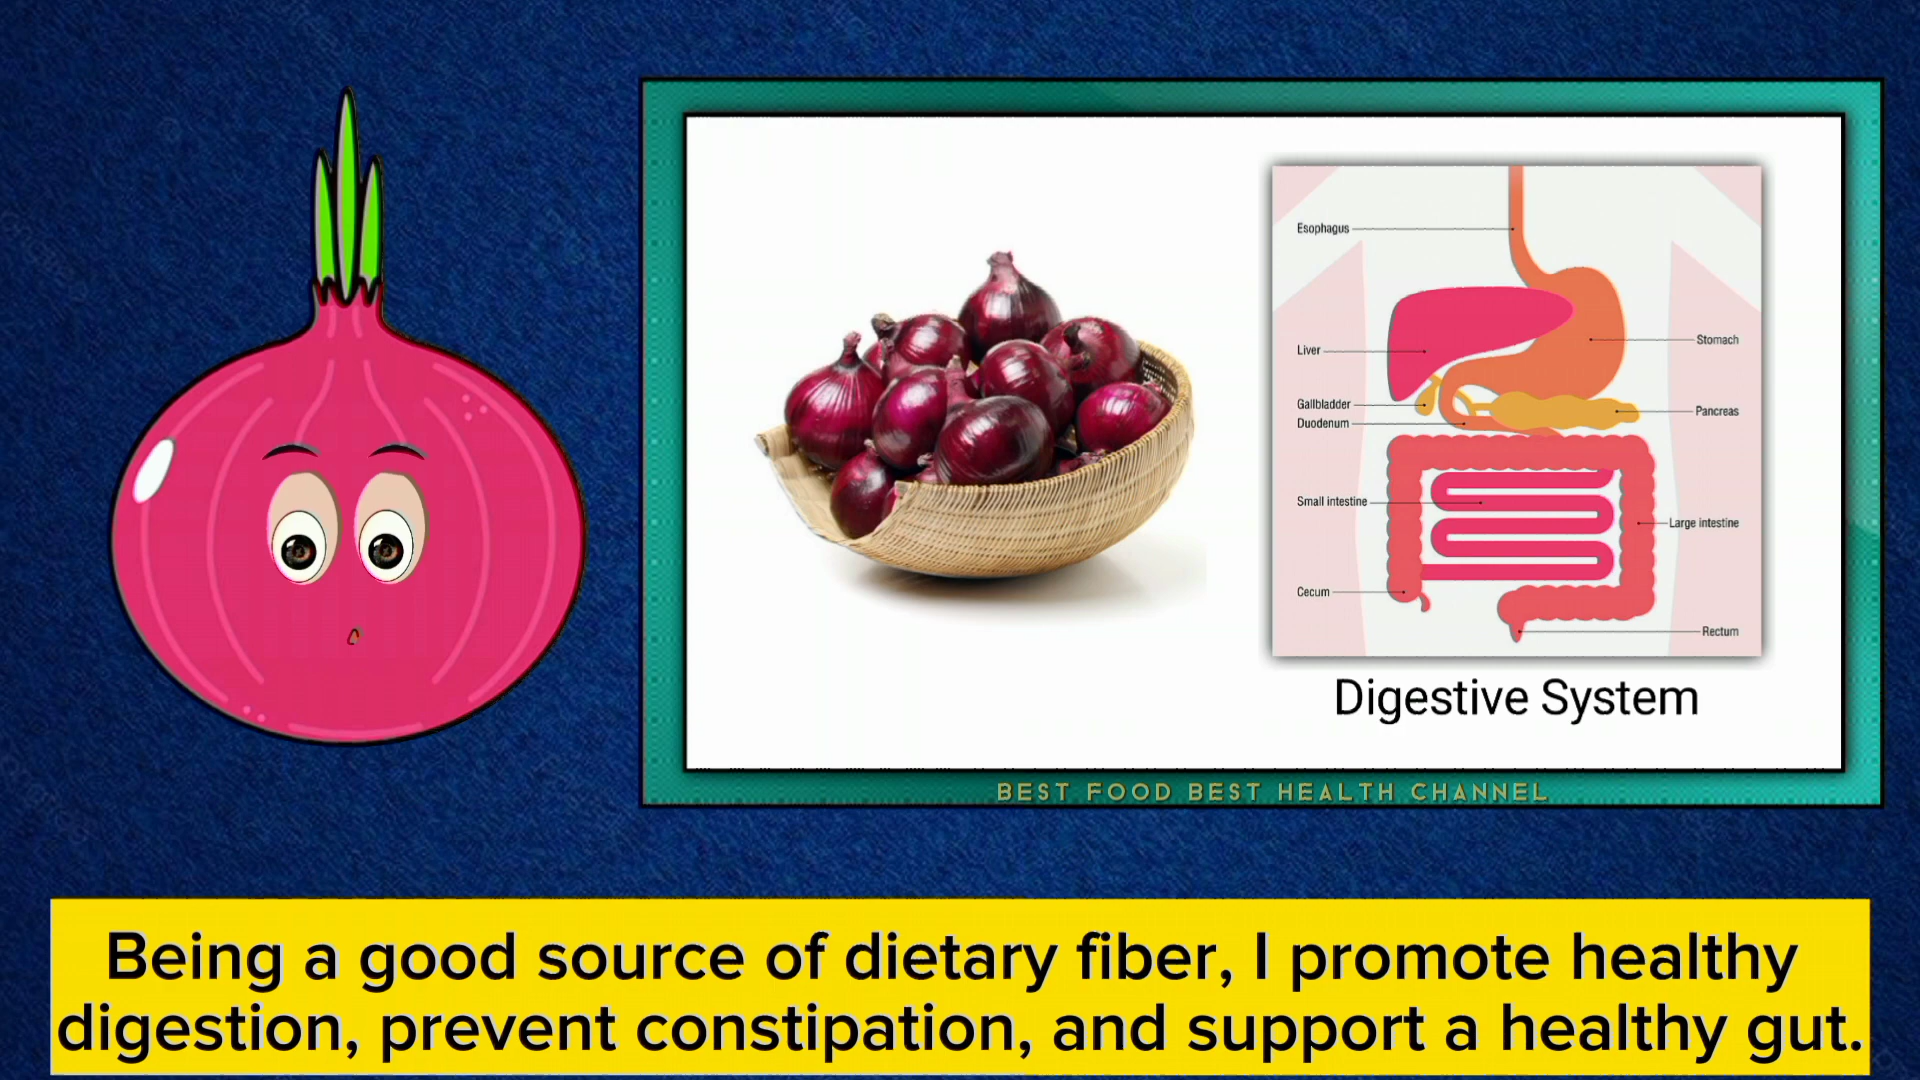 Esophagus
Liver
Stomach
Gallbladder
Pancreas
Duodenum
Small intestine
Large intestine
Cecum
Rectum
Digestive System
BEST FOOD BEST HEALTH CHANNEL
Being a good source of dietary fiber, I promote healthy
digestion, prevent constipation, and support a healthy gut.